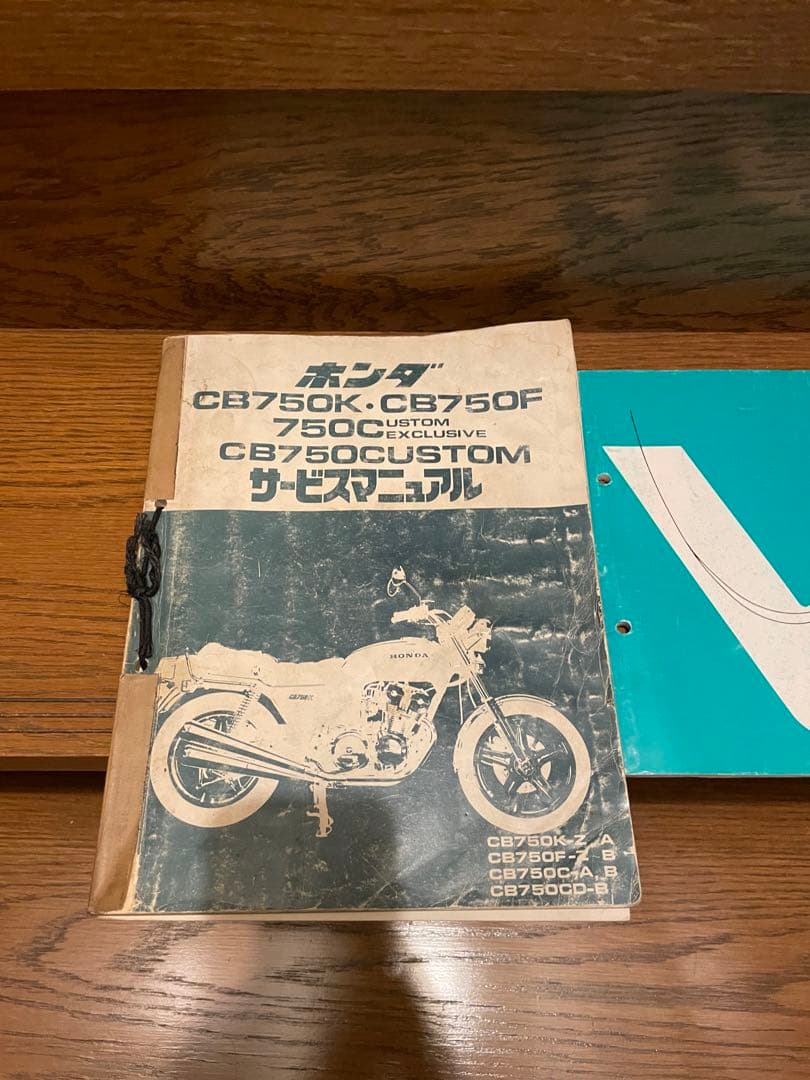 ホンダ
CB750K・CB750F
750CUSTOM
EXCLUSIVE
CB750CUSTOM
サービスマニュアル
HONDA
CB750K
CB750K-Z, A
CB750F-Z, B
CB750C-A, B
CB750CD-B